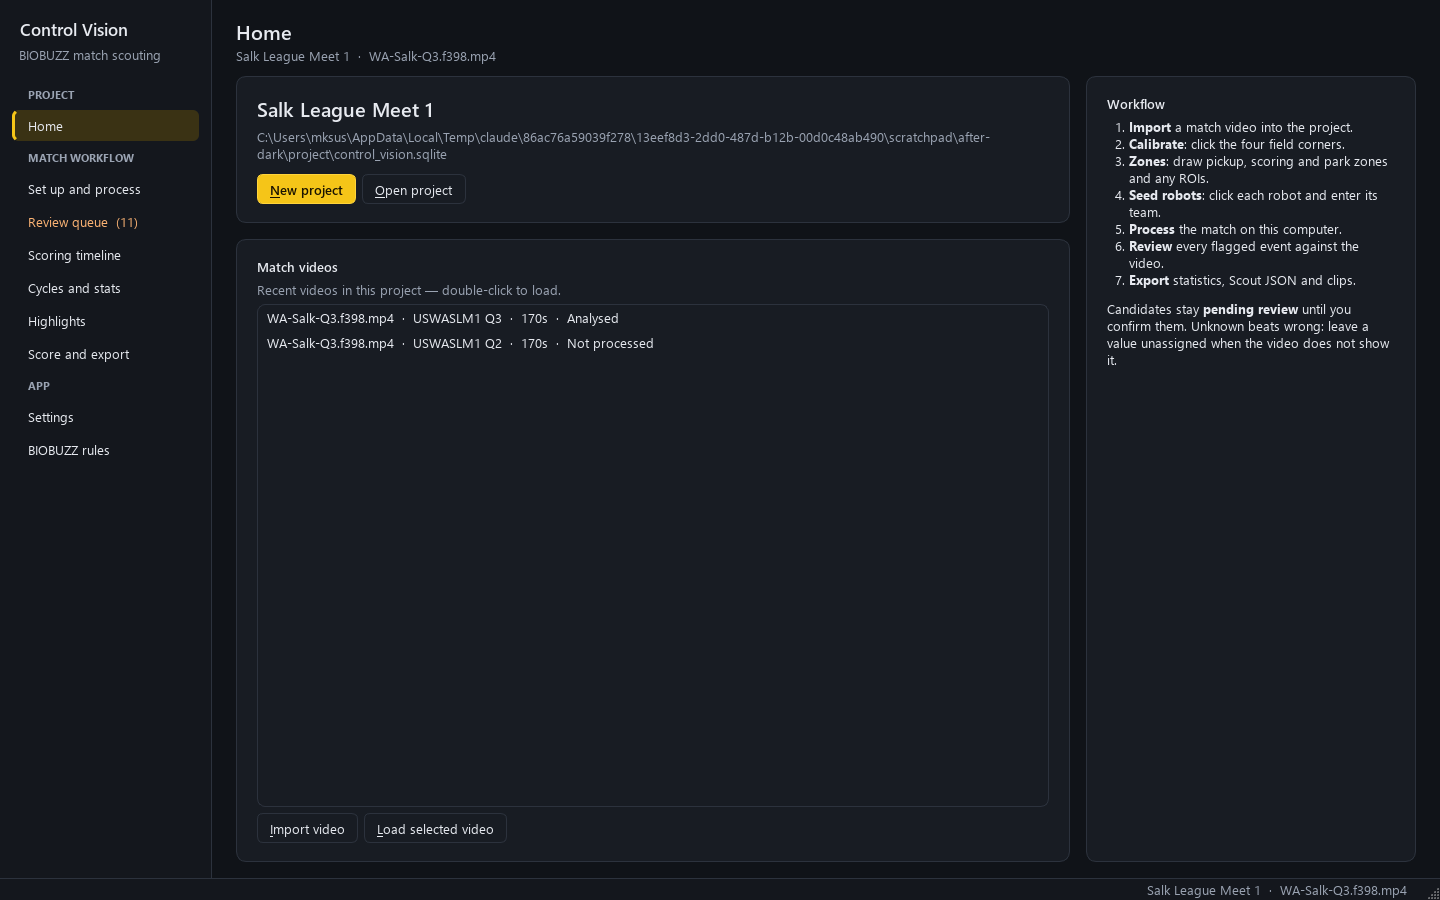 Control Vision
BIOBUZZ match scouting
PROJECT
Home
MATCH WORKFLOW
Set up and process
Review queue (11)
Scoring timeline
Cycles and stats
Highlights
Score and export
APP
Settings
BIOBUZZ rules
Home
Salk League Meet 1 · WA-Salk-Q3.f398.mp4
Salk League Meet 1
C:\Users\mksus\AppData\Local\Temp\claude\86ac76a59039f278\13eef8d3-2dd0-487d-b12b-00d0c48ab490\scratchpad\after-
dark\project\control_vision.sqlite
New project
Open project
Match videos
Recent videos in this project — double-click to load.
WA-Salk-Q3.f398.mp4 · USWASLM1 Q3 · 170s · Analysed
WA-Salk-Q3.f398.mp4 · USWASLM1 Q2 · 170s · Not processed
Import video
Load selected video
Workflow
1. Import a match video into the project.
2. Calibrate: click the four field corners.
3. Zones: draw pickup, scoring and park zones
and any ROIs.
4. Seed robots: click each robot and enter its
team.
5. Process the match on this computer.
6. Review every flagged event against the
video.
7. Export statistics, Scout JSON and clips.
Candidates stay pending review until you
confirm them. Unknown beats wrong: leave a
value unassigned when the video does not show
it.
Salk League Meet 1 · WA-Salk-Q3.f398.mp4